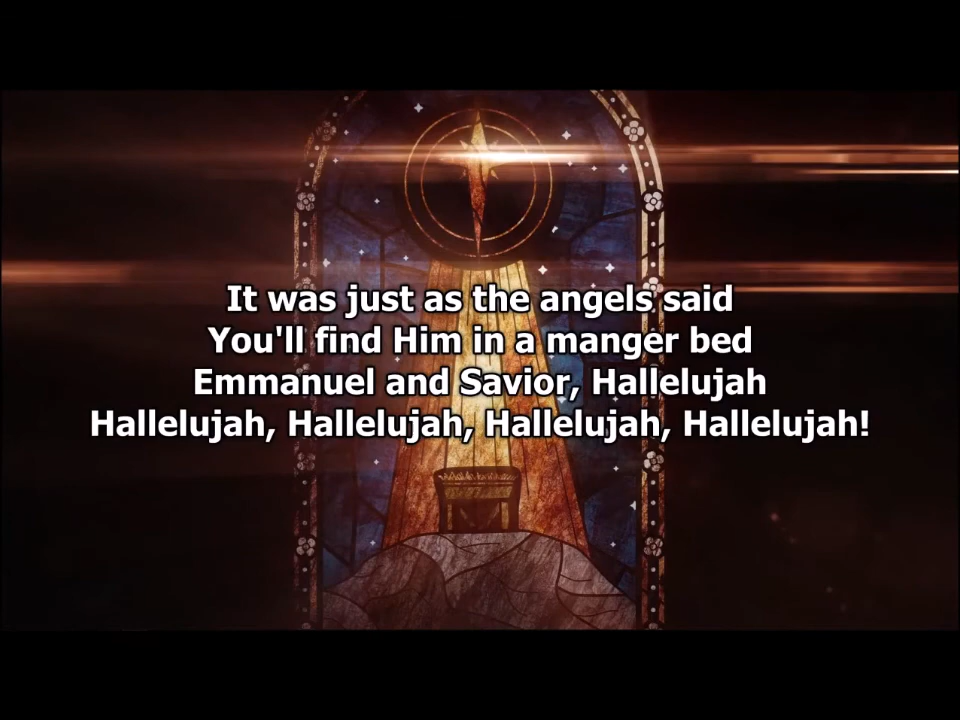 It was just as the angels said
You'll find Him in a manger bed
Emmanuel and Savior, Hallelujah
Hallelujah, Hallelujah, Hallelujah, Hallelujah!